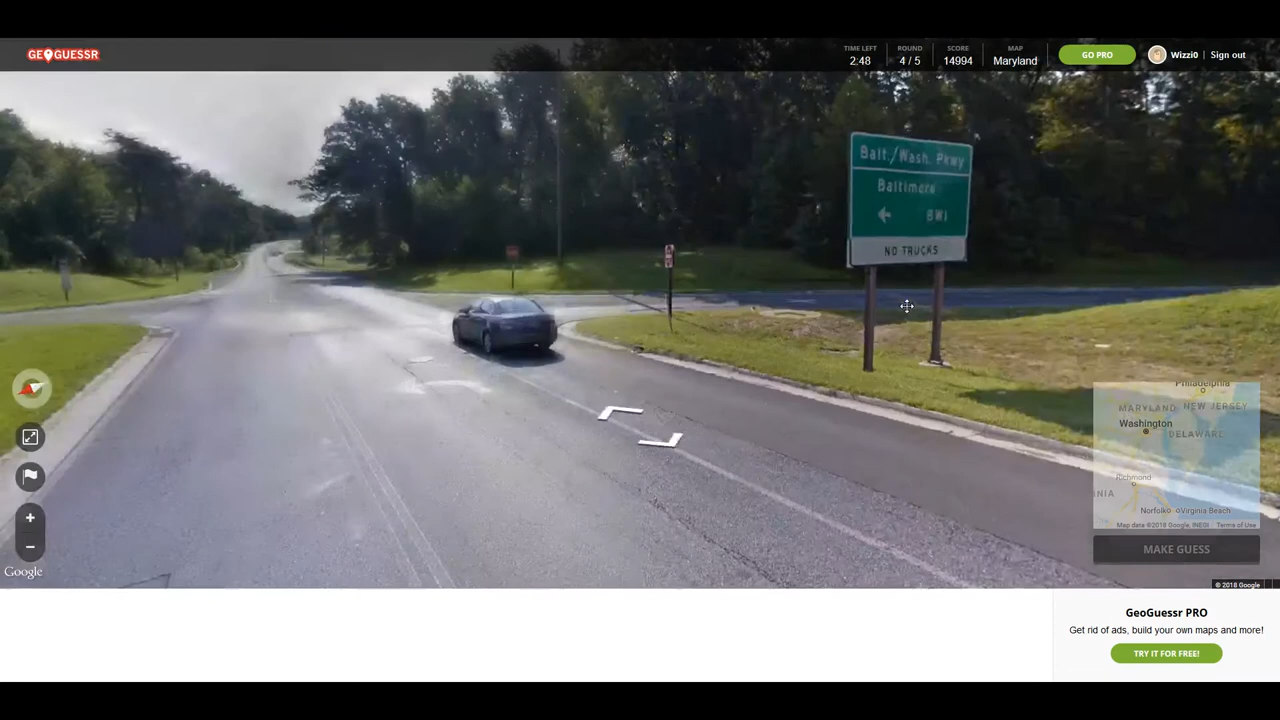 GEOGUESSR
TIME LEFT
2:48
ROUND
4 / 5
SCORE
14994
MAP
Maryland
GO PRO
Wizzi0 | Sign out
Balt./Wash. Pkwy
Baltimore
BWI
NO TRUCKS
Philadelphia
MARYLAND
NEW JERSEY
Washington
DELAWARE
Richmond
INIA
Norfolk
Virginia Beach
Map data ©2018 Google, INEGI
Terms of Use
MAKE GUESS
Google
© 2018 Google
GeoGuessr PRO
Get rid of ads, build your own maps and more!
TRY IT FOR FREE!